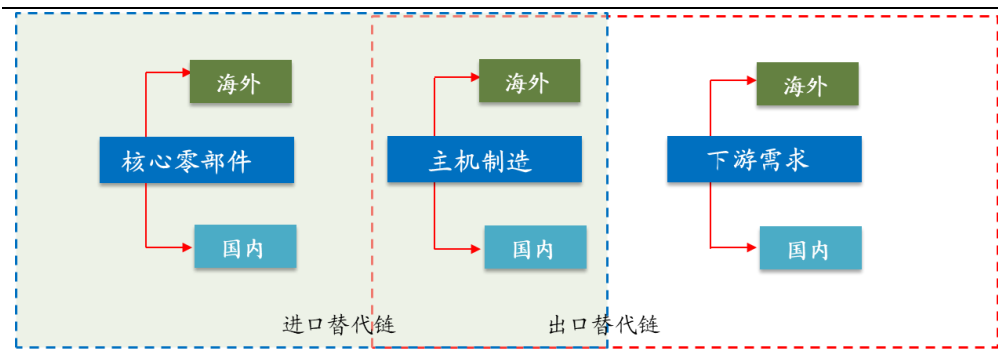 海外
海外
海外
核心零部件
主机制造
下游需求
国内
国内
国内
进口替代链
出口替代链